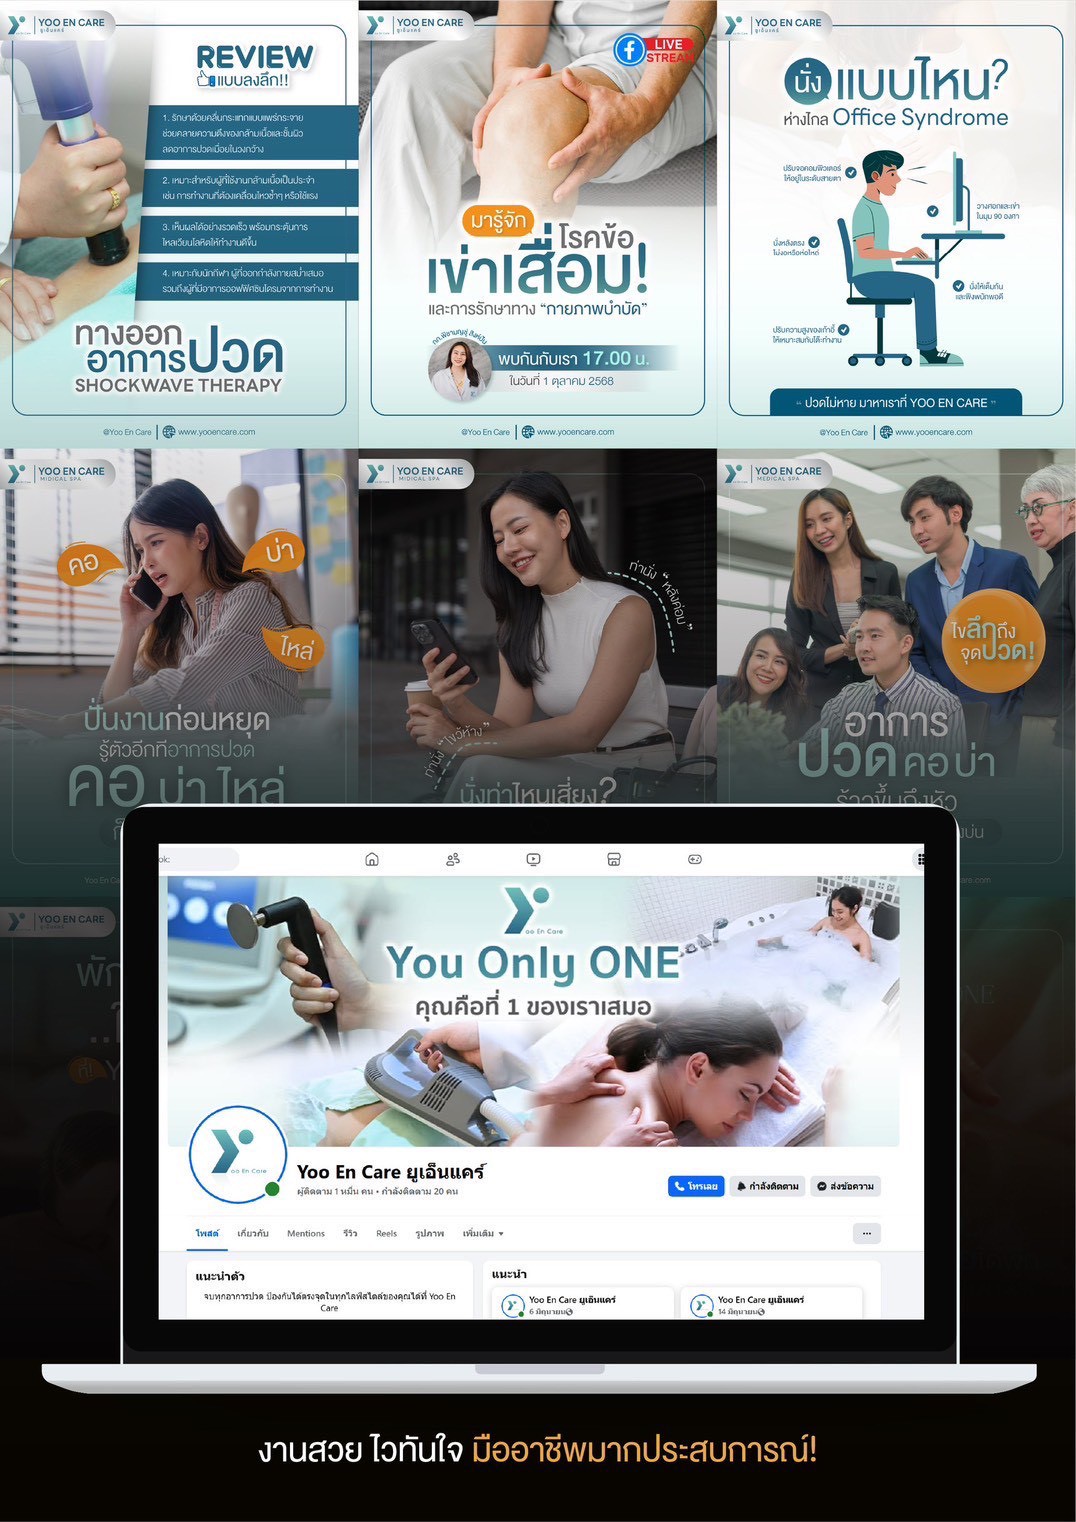 YOO EN CARE
ยูเอ็นแคร์
REVIEW
แบบลงลึก!!
1. รักษาด้วยคลื่นกระแทกแบบแพร่กระจาย
ช่วยคลายความตึงของกล้ามเนื้อและชั้นผิว
ลดอาการปวดเมื่อยในวงกว้าง
2. เหมาะสำหรับผู้ที่ใช้งานกล้ามเนื้อเป็นประจำ
เช่น การทำงานที่ต้องเคลื่อนไหวซ้ำๆ หรือใช้แรง
3. เห็นผลได้อย่างรวดเร็ว พร้อมกระตุ้นการ
ไหลเวียนโลหิตให้ทำงานดีขึ้น
4. เหมาะกับนักกีฬา ผู้ที่ออกกำลังกายสม่ำเสมอ
รวมถึงผู้ที่มีอาการออฟฟิศซินโดรมจากการทำงาน
ทางออก
อาการปวด
SHOCKWAVE THERAPY
@Yoo En Care www.yooencare.com
YOO EN CARE
ยูเอ็นแคร์
LIVE
STREAM
มารู้จัก
โรคข้อ
เข่าเสื่อม!
และการรักษาทาง “กายภาพบำบัด”
พบกันกับเรา 17.00 น.
ในวันที่ 1 ตุลาคม 2568
@Yoo En Care www.yooencare.com
YOO EN CARE
ยูเอ็นแคร์
นั่งแบบไหน?
ห่างไกล Office Syndrome
ปรับจอคอมพิวเตอร์
ให้อยู่ในระดับสายตา
วางศอกและเข่า
ในมุม 90 องศา
นั่งหลังตรง
ไม่งอหรือห่อไหล่
นั่งให้เต็มก้น
และพิงพนักพอดี
ปรับความสูงของเก้าอี้
ให้เหมาะสมกับโต๊ะทำงาน
“ ปวดไม่หาย มาหาเราที่ YOO EN CARE ”
@Yoo En Care www.yooencare.com
YOO EN CARE
MIDICAL SPA
คอ
บ่า
ไหล่
ปั่นงานก่อนหยุด
รู้ตัวอีกทีอาการปวด
คอ บ่า ไหล่
YOO EN CARE
MIDICAL SPA
ท่านั่ง “หลังค่อม”
ท่านั่ง “ไขว่ห้าง”
นั่งท่าไหนเสี่ยง?
YOO EN CARE
MEDICAL SPA
ไขลึกถึง
จุดปวด!
อาการ
ปวด คอ บ่า
ร้าวขึ้นถึงหัว
YOO EN CARE
ยูเอ็นแคร์
Yoo En Care
You Only ONE
คุณคือที่ 1 ของเราเสมอ
Yoo En Care
Yoo En Care ยูเอ็นแคร์
ผู้ติดตาม 1 หมื่น คน • กำลังติดตาม 20 คน
โทรเลย กำลังติดตาม ส่งข้อความ
โพสต์ เกี่ยวกับ Mentions รีวิว Reels รูปภาพ เพิ่มเติม
แนะนำตัว
จบทุกอาการปวด ป้องกันได้ตรงจุดในทุกไลฟ์สไตล์ของคุณได้ที่ Yoo En
Care
แนะนำ
Yoo En Care ยูเอ็นแคร์
6 มิถุนายน
Yoo En Care ยูเอ็นแคร์
14 มิถุนายน
งานสวย ไวทันใจ มืออาชีพมากประสบการณ์!